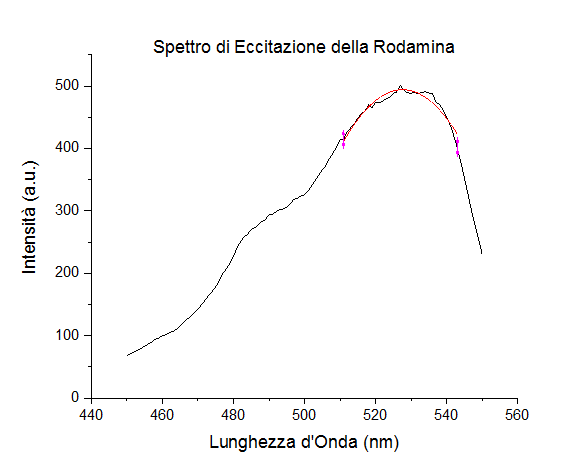 Spettro di Eccitazione della Rodamina
Intensità (a.u.)
500
400
300
200
100
0
440 460 480 500 520 540 560
Lunghezza d'Onda (nm)